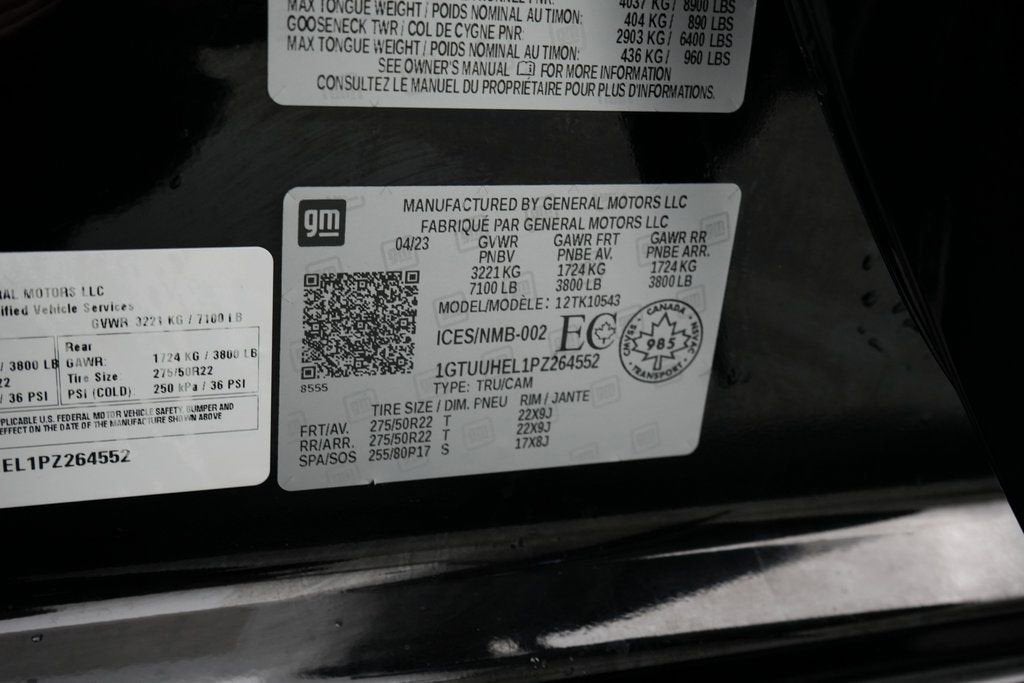 4037 KG / 8900 LBS
MAX TONGUE WEIGHT / POIDS NOMINAL AU TIMON: 404 KG / 890 LBS
GOOSENECK TWR / COL DE CYGNE PNR 2903 KG / 6400 LBS
MAX TONGUE WEIGHT / POIDS NOMINAL AU TIMON: 436 KG / 960 LBS
SEE OWNER'S MANUAL FOR MORE INFORMATION
CONSULTEZ LE MANUEL DU PROPRIÉTAIRE POUR PLUS D'INFORMATIONS.
gm
MANUFACTURED BY GENERAL MOTORS LLC
FABRIQUÉ PAR GENERAL MOTORS LLC
04/23 GVWR GAWR FRT GAWR RR
PNBV PNBE AV. PNBE ARR.
3221 KG 1724 KG 1724 KG
7100 LB 3800 LB 3800 LB
MODEL/MODÈLE: 12TK10543
ICES/NMB-002 EC
CANADA
CMVSS 985 NSVAC
TRANSPORT
1GTUUHEL1PZ264552
8555
TYPE: TRU/CAM
TIRE SIZE / DIM. PNEU RIM / JANTE
FRT/AV. 275/50R22 T 22X9J
RR/ARR. 275/50R22 T 22X9J
SPA/SOS 255/80R17 S 17X8J
MOTORS LLC
Vehicle Services
GVWR 3221 KG / 7100 LB
Rear
3800 LB GAWR: 1724 KG / 3800 LB
22 Tire Size 275/50R22
/ 36 PSI PSI (COLD): 250 kPa / 36 PSI
U.S. FEDERAL MOTOR VEHICLE SAFETY, BUMPER AND
EFFECT ON THE DATE OF THE MANUFACTURE SHOWN ABOVE
EL1PZ264552